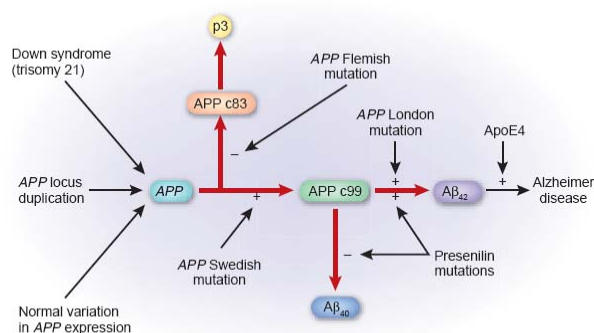 p3
Down syndrome
(trisomy 21)
APP Flemish
mutation
APP c83
APP London
mutation
ApoE4
–
APP locus
duplication
APP
+
APP c99
+
+
Aβ42
+
Alzheimer
disease
APP Swedish
mutation
–
Presenilin
mutations
Normal variation
in APP expression
Aβ40